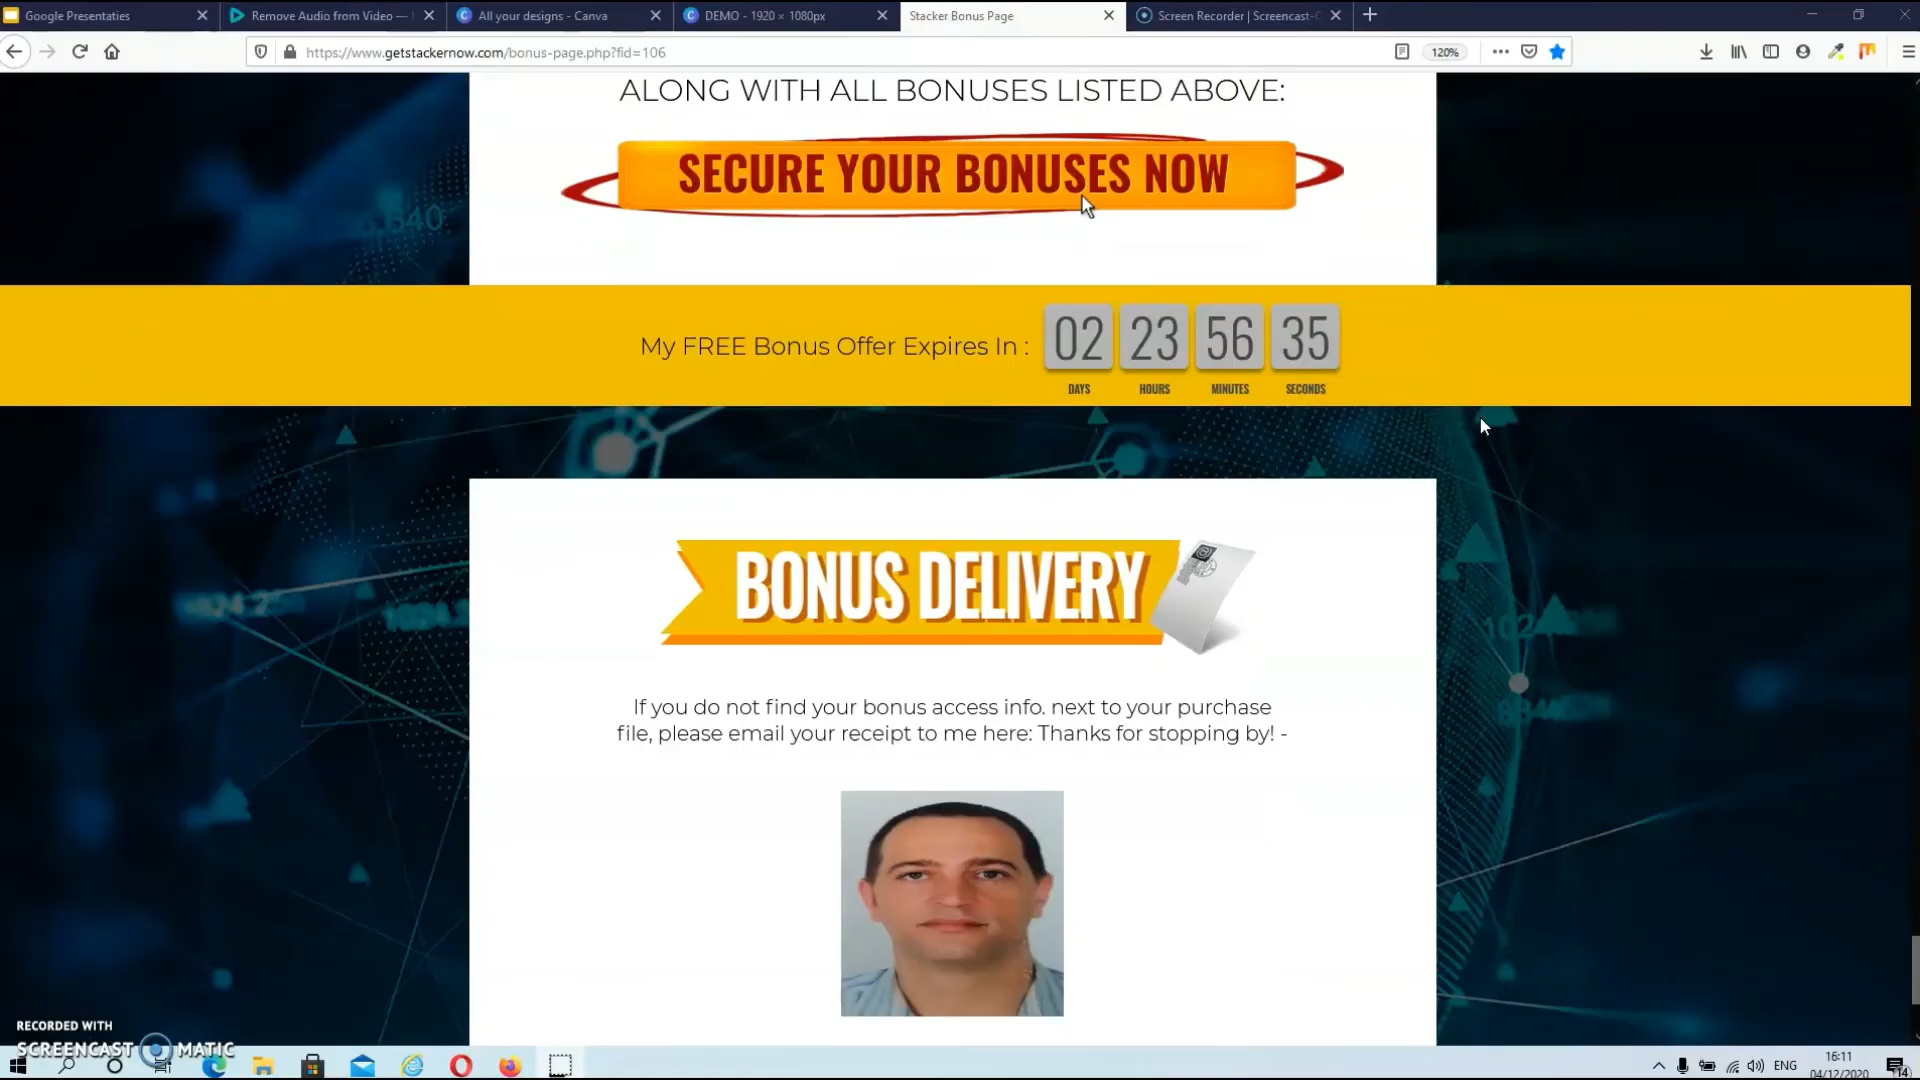 Google Presentaties
Remove Audio from Video —
All your designs - Canva
DEMO - 1920 × 1080px
Stacker Bonus Page
Screen Recorder | Screencast-O
https://www.getstackernow.com/bonus-page.php?fid=106
120%
ALONG WITH ALL BONUSES LISTED ABOVE:
SECURE YOUR BONUSES NOW
My FREE Bonus Offer Expires In :
02 23 56 35
DAYS HOURS MINUTES SECONDS
BONUS DELIVERY
If you do not find your bonus access info. next to your purchase
file, please email your receipt to me here: Thanks for stopping by! -
RECORDED WITH
SCREENCAST MATIC
ENG
16:11
04/12/2020
14